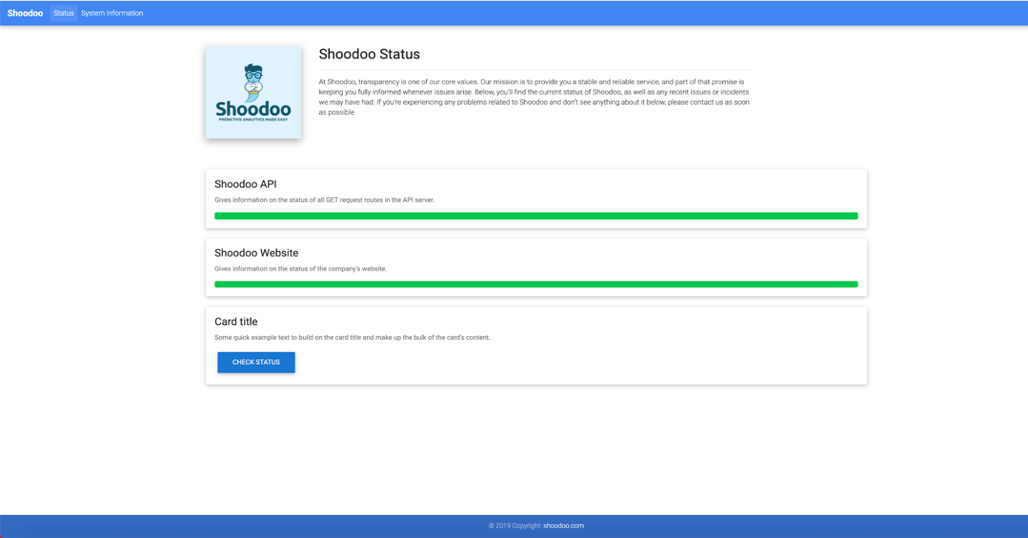 Shoodoo Status System Information
Shoodoo
PREDICTIVE ANALYTICS MADE EASY
Shoodoo Status
At Shoodoo, transparency is one of our core values. Our mission is to provide you a stable and reliable service, and part of that promise is
keeping you fully informed whenever issues arise. Below, you'll find the current status of Shoodoo, as well as any recent issues or incidents
we may have had. If you're experiencing any problems related to Shoodoo and don't see anything about it below, please contact us as soon
as possible.
Shoodoo API
Gives information on the status of all GET request routes in the API server.
Shoodoo Website
Gives information on the status of the company's website.
Card title
Some quick example text to build on the card title and make up the bulk of the card's content.
CHECK STATUS
© 2019 Copyright: shoodoo.com